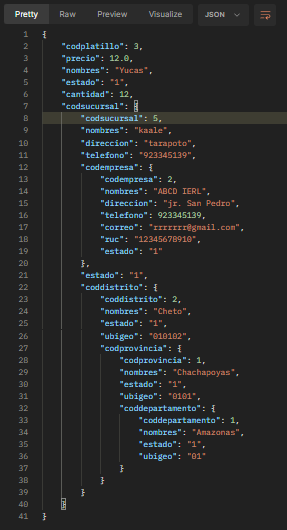 Pretty Raw Preview Visualize JSON
1 {
2 "codplatillo": 3,
3 "precio": 12.0,
4 "nombres": "Yucas",
5 "estado": "1",
6 "cantidad": 12,
7 "codsucursal": {
8 "codsucursal": 5,
9 "nombres": "kaale",
10 "direccion": "tarapoto",
11 "telefono": "923345139",
12 "codempresa": {
13 "codempresa": 2,
14 "nombres": "ABCD IERL",
15 "direccion": "jr. San Pedro",
16 "telefono": 923345139,
17 "correo": "rrrrrrr@gmail.com",
18 "ruc": "12345678910",
19 "estado": "1"
20 },
21 "estado": "1",
22 "coddistrito": {
23 "coddistrito": 2,
24 "nombres": "Cheto",
25 "estado": "1",
26 "ubigeo": "010102",
27 "codprovincia": {
28 "codprovincia": 1,
29 "nombres": "Chachapoyas",
30 "estado": "1",
31 "ubigeo": "0101",
32 "coddepartamento": {
33 "coddepartamento": 1,
34 "nombres": "Amazonas",
35 "estado": "1",
36 "ubigeo": "01"
37 }
38 }
39 }
40 }
41 }